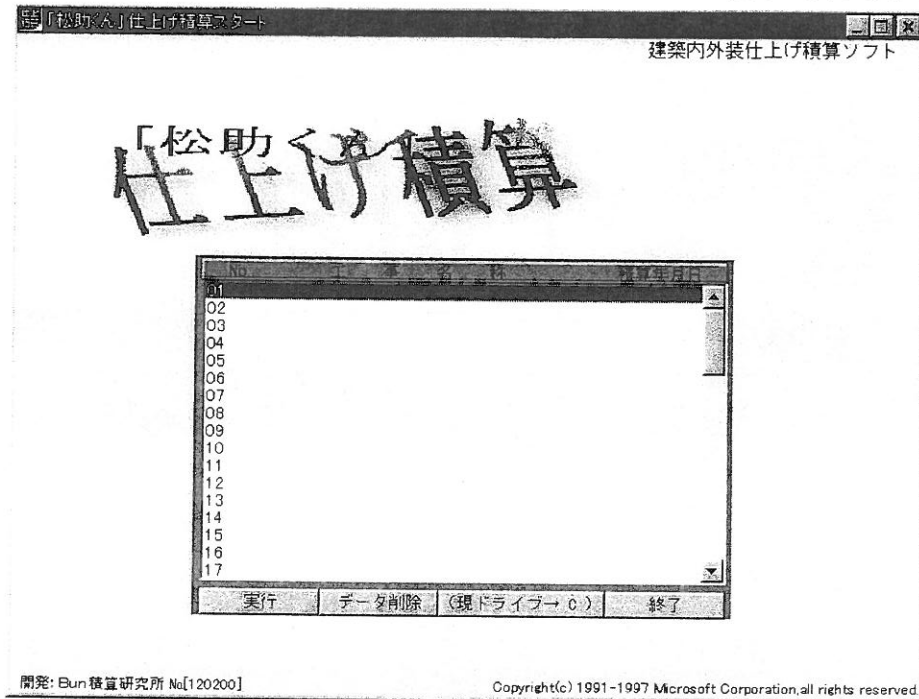 「松助くん」仕上げ積算スタート
建築内外装仕上げ積算ソフト
「松助くん」
仕上げ積算
No. 工 事 名 称 積算年月日
01
02
03
04
05
06
07
08
09
10
11
12
13
14
15
16
17
実行 データ削除 (現ドライブ→ C ) 終了
開発: Bun積算研究所 No[120200] Copyright(c) 1991-1997 Microsoft Corporation,all rights reserved